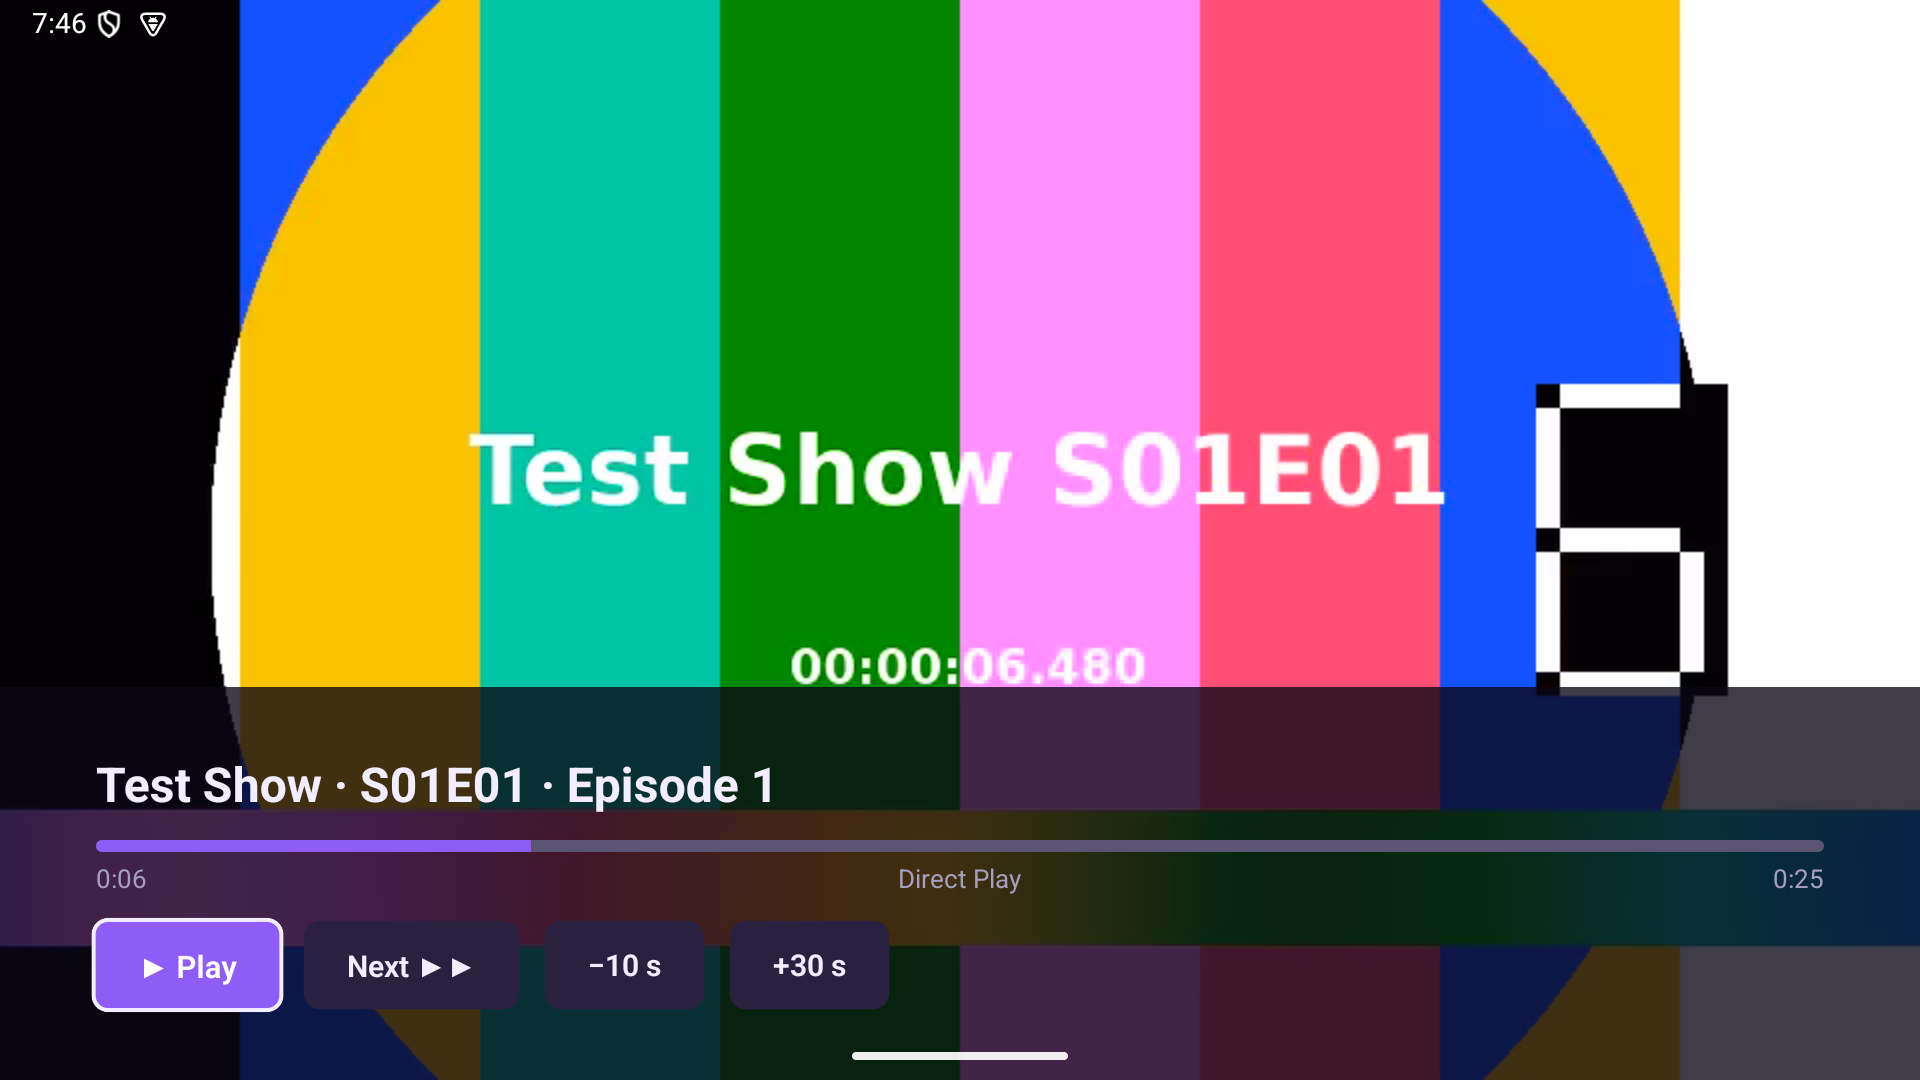 7:46
Test Show S01E01
6
00:00:06.480
Test Show · S01E01 · Episode 1
0:06 Direct Play 0:25
► Play Next ►► −10 s +30 s